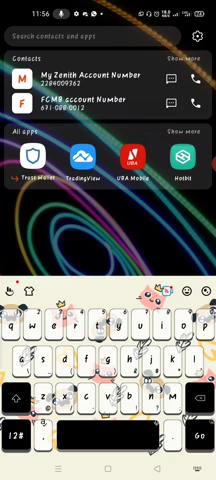 11:56
Search contacts and apps
Contacts
Show more
M
My Zenith Account Number
2284009362
F
FCMB account Number
671-088-0012
All apps
Show more
UBA
Trust Wallet TradingView UBA Mobile Hotbit
q w e r t y u i o p
a s d f g h j k l
z x c v b n m
12# , . Go